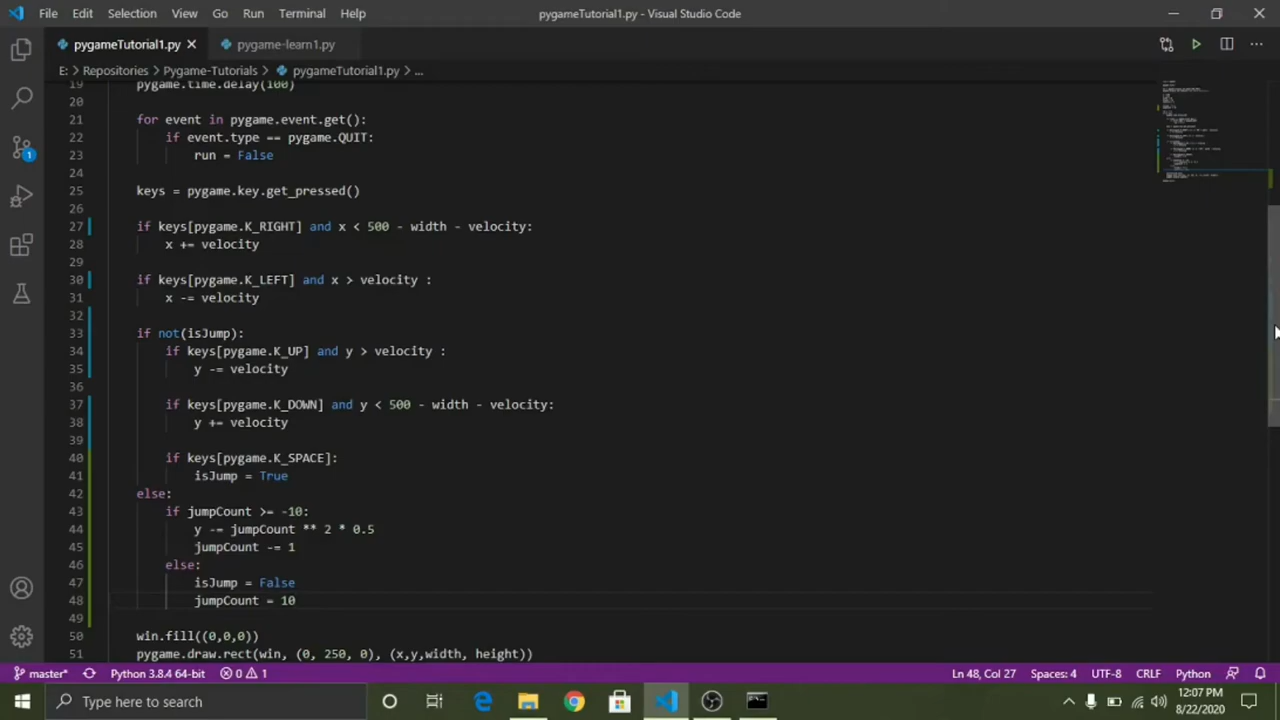 File Edit Selection View Go Run Terminal Help pygameTutorial1.py - Visual Studio Code
pygameTutorial1.py pygame-learn1.py
E: > Repositories > Pygame-Tutorials > pygameTutorial1.py > ...
19 pygame.time.delay(100)
20
21 for event in pygame.event.get():
22 if event.type == pygame.QUIT:
23 run = False
24
25 keys = pygame.key.get_pressed()
26
27 if keys[pygame.K_RIGHT] and x < 500 - width - velocity:
28 x += velocity
29
30 if keys[pygame.K_LEFT] and x > velocity :
31 x -= velocity
32
33 if not(isJump):
34 if keys[pygame.K_UP] and y > velocity :
35 y -= velocity
36
37 if keys[pygame.K_DOWN] and y < 500 - width - velocity:
38 y += velocity
39
40 if keys[pygame.K_SPACE]:
41 isJump = True
42 else:
43 if jumpCount >= -10:
44 y -= jumpCount ** 2 * 0.5
45 jumpCount -= 1
46 else:
47 isJump = False
48 jumpCount = 10
49
50 win.fill((0,0,0))
51 pygame.draw.rect(win, (0, 250, 0), (x,y,width, height))
master* Python 3.8.4 64-bit 0 1 Ln 48, Col 27 Spaces: 4 UTF-8 CRLF Python
Type here to search
12:07 PM
8/22/2020
1